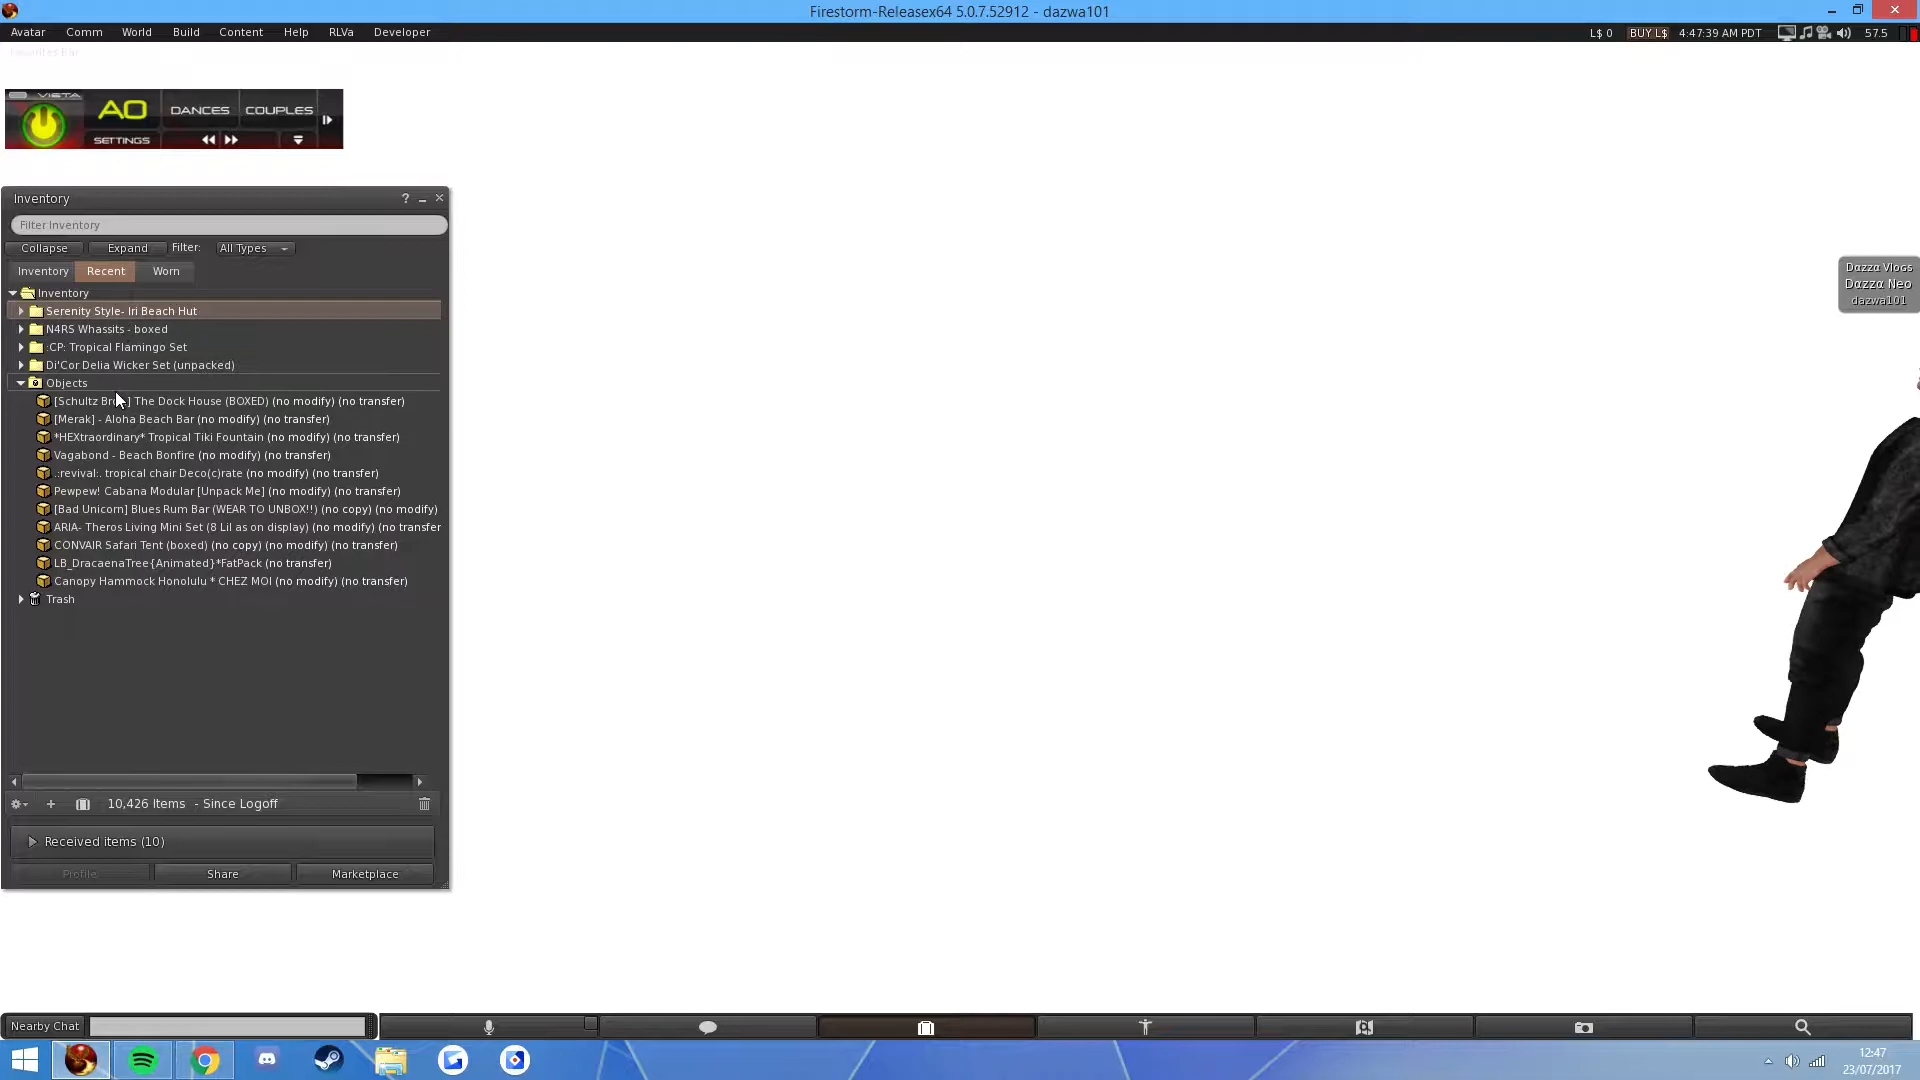 Firestorm-Releasex64 5.0.7.52912 - dazwa101
Avatar Comm World Build Content Help RLVa Developer L$ 0 BUY L$ 4:47:39 AM PDT 57.5
Favorites Bar
VISTA
AO DANCES COUPLES
SETTINGS
Inventory ?
Filter Inventory
Collapse Expand Filter: All Types
Inventory Recent Worn
Inventory
Serenity Style- Iri Beach Hut
N4RS Whassits - boxed
:CP: Tropical Flamingo Set
Di'Cor Delia Wicker Set (unpacked)
Objects
[Schultz ] The Dock House (BOXED) (no modify) (no transfer)
[Merak] - Aloha Beach Bar (no modify) (no transfer)
*HEXtraordinary* Tropical Tiki Fountain (no modify) (no transfer)
Vagabond - Beach Bonfire (no modify) (no transfer)
.:revival:. tropical chair Deco(c)rate (no modify) (no transfer)
Pewpew! Cabana Modular [Unpack Me] (no modify) (no transfer)
[Bad Unicorn] Blues Rum Bar (WEAR TO UNBOX!!) (no copy) (no modify)
ARIA- Theros Living Mini Set (8 Lil as on display) (no modify) (no transfer
CONVAIR Safari Tent (boxed) (no copy) (no modify) (no transfer)
LB_DracaenaTree{Animated}*FatPack (no transfer)
Canopy Hammock Honolulu * CHEZ MOI (no modify) (no transfer)
Trash
10,426 Items - Since Logoff
Received items (10)
Profile Share Marketplace
Dαzzα Vlogs
Dαzzα Neo
dazwa101
Nearby Chat
12:47
23/07/2017